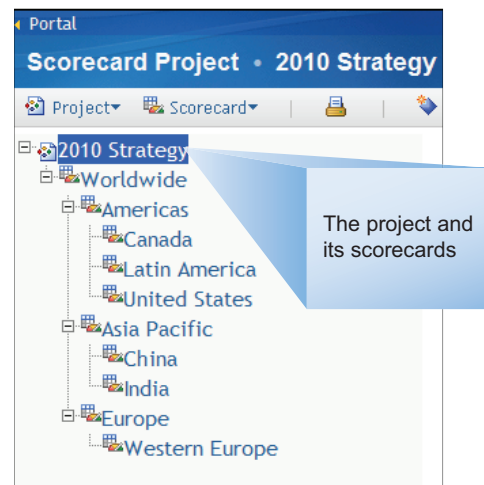 Portal
Scorecard Project • 2010 Strategy
Project Scorecard
2010 Strategy
Worldwide
Americas
Canada
Latin America
United States
Asia Pacific
China
India
Europe
Western Europe
The project and
its scorecards